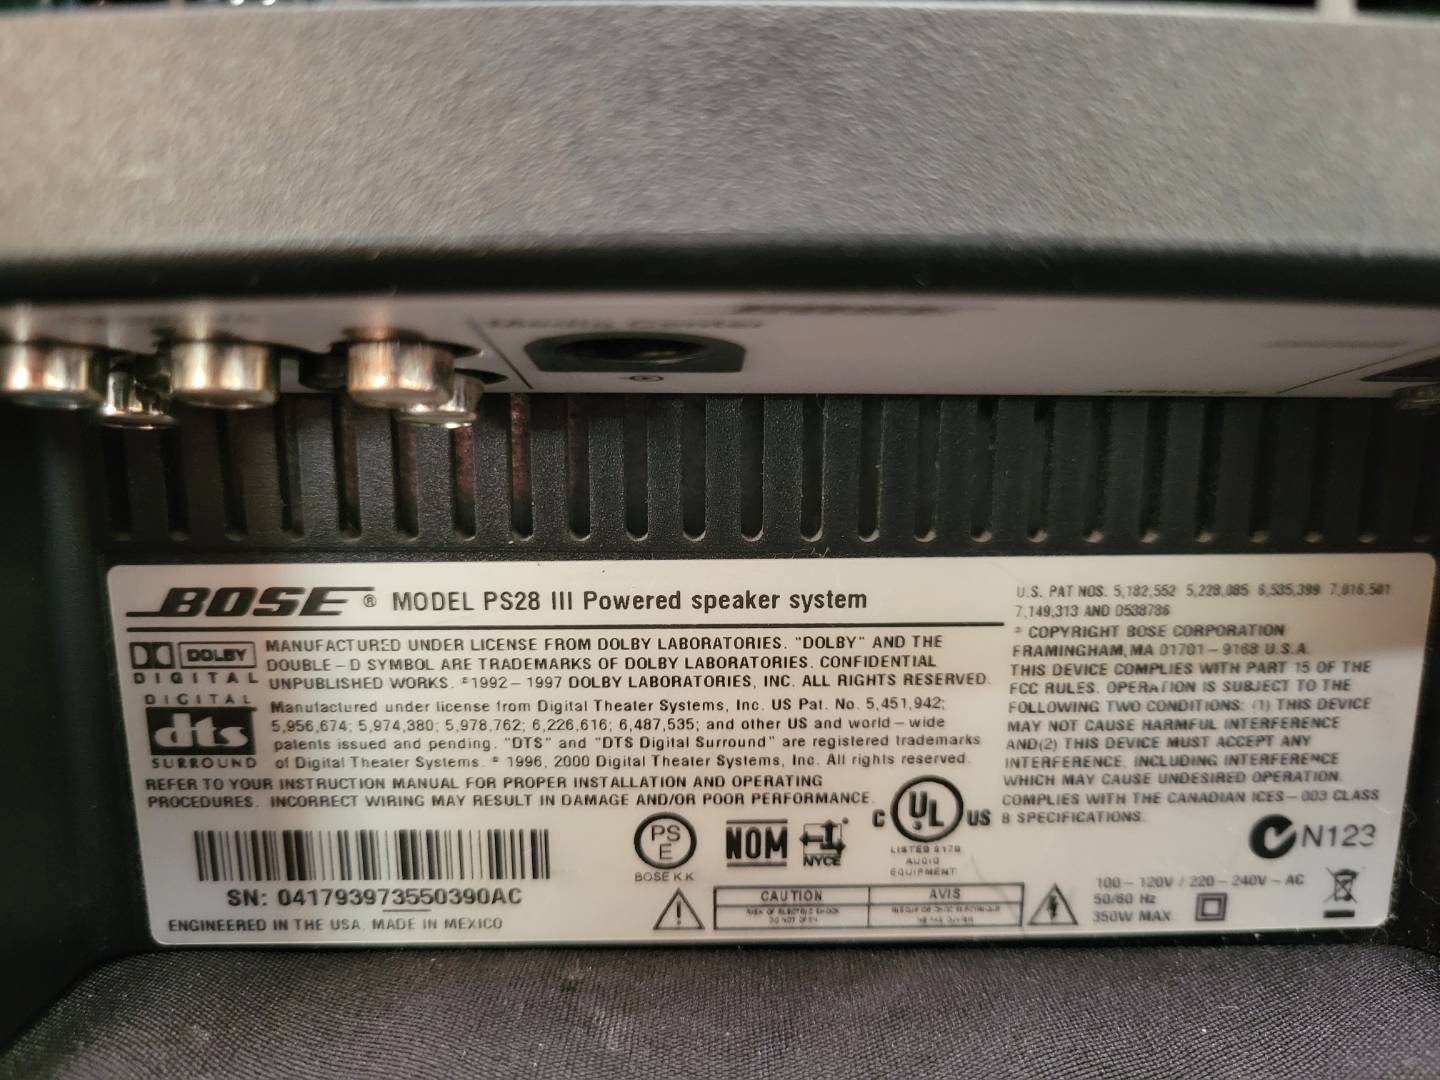 Media Center
BOSE® MODEL PS28 III Powered speaker system
DOLBY
DIGITAL
MANUFACTURED UNDER LICENSE FROM DOLBY LABORATORIES. "DOLBY" AND THE
DOUBLE-D SYMBOL ARE TRADEMARKS OF DOLBY LABORATORIES. CONFIDENTIAL
UNPUBLISHED WORKS. ©1992-1997 DOLBY LABORATORIES, INC. ALL RIGHTS RESERVED.
DIGITAL
dts
SURROUND
Manufactured under license from Digital Theater Systems, Inc. US Pat. No. 5,451,942;
5,956,674; 5,974,380; 5,978,762; 6,226,616; 6,487,535; and other US and world-wide
patents issued and pending. "DTS" and "DTS Digital Surround" are registered trademarks
of Digital Theater Systems. © 1996, 2000 Digital Theater Systems, Inc. All rights reserved.
REFER TO YOUR INSTRUCTION MANUAL FOR PROPER INSTALLATION AND OPERATING
PROCEDURES. INCORRECT WIRING MAY RESULT IN DAMAGE AND/OR POOR PERFORMANCE.
SN: 041793973550390AC
ENGINEERED IN THE USA. MADE IN MEXICO
PS
E
BOSE K.K.
NOM
NYCE
C UL US
LISTED 817D
AUDIO
EQUIPMENT
CAUTION
RISK OF ELECTRIC SHOCK
DO NOT OPEN
AVIS
U.S. PAT NOS. 5,182,552 5,228,085 6,535,399 7,016,501
7,149,313 AND D538786
© COPYRIGHT BOSE CORPORATION
FRAMINGHAM, MA 01701-9168 U.S.A.
THIS DEVICE COMPLIES WITH PART 15 OF THE
FCC RULES. OPERATION IS SUBJECT TO THE
FOLLOWING TWO CONDITIONS: (1) THIS DEVICE
MAY NOT CAUSE HARMFUL INTERFERENCE
AND(2) THIS DEVICE MUST ACCEPT ANY
INTERFERENCE, INCLUDING INTERFERENCE
WHICH MAY CAUSE UNDESIRED OPERATION.
COMPLIES WITH THE CANADIAN ICES-003 CLASS
B SPECIFICATIONS.
N123
100-120V / 220-240V~AC
50/60 Hz
350W MAX